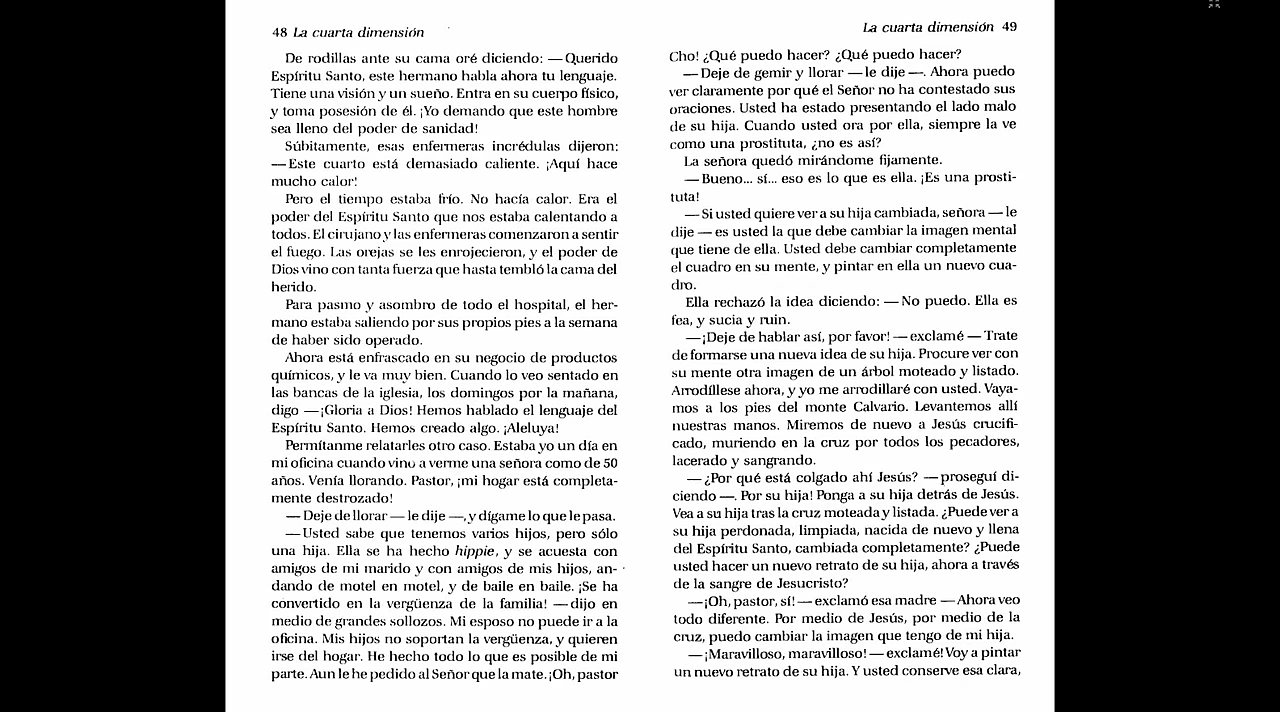 48 La cuarta dimensión
De rodillas ante su cama oré diciendo: — Querido
Espíritu Santo, este hermano habla ahora tu lenguaje.
Tiene una visión y un sueño. Entra en su cuerpo físico,
y toma posesión de él. ¡Yo demando que este hombre
sea lleno del poder de sanidad!
Súbitamente, esas enfermeras incrédulas dijeron:
— Este cuarto está demasiado caliente. ¡Aquí hace
mucho calor!
Pero el tiempo estaba frío. No hacía calor. Era el
poder del Espíritu Santo que nos estaba calentando a
todos. El cirujano y las enfermeras comenzaron a sentir
el fuego. Las orejas se les enrojecieron, y el poder de
Dios vino con tanta fuerza que hasta tembló la cama del
herido.
Para pasmo y asombro de todo el hospital, el her-
mano estaba saliendo por sus propios pies a la semana
de haber sido operado.
Ahora está enfrascado en su negocio de productos
químicos, y le va muy bien. Cuando lo veo sentado en
las bancas de la iglesia, los domingos por la mañana,
digo —¡Gloria a Dios! Hemos hablado el lenguaje del
Espíritu Santo. Hemos creado algo. ¡Aleluya!
Permítanme relatarles otro caso. Estaba yo un día en
mi oficina cuando vino a verme una señora como de 50
años. Venía llorando. Pastor, ¡mi hogar está completa-
mente destrozado!
— Deje de llorar — le dije —, y dígame lo que le pasa.
— Usted sabe que tenemos varios hijos, pero sólo
una hija. Ella se ha hecho hippie, y se acuesta con
amigos de mi marido y con amigos de mis hijos, an-
dando de motel en motel, y de baile en baile. ¡Se ha
convertido en la vergüenza de la familia! — dijo en
medio de grandes sollozos. Mi esposo no puede ir a la
oficina. Mis hijos no soportan la vergüenza, y quieren
irse del hogar. He hecho todo lo que es posible de mi
parte. Aun le he pedido al Señor que la mate. ¡Oh, pastor
La cuarta dimensión 49
Cho! ¿Qué puedo hacer? ¿Qué puedo hacer?
— Deje de gemir y llorar — le dije —. Ahora puedo
ver claramente por qué el Señor no ha contestado sus
oraciones. Usted ha estado presentando el lado malo
de su hija. Cuando usted ora por ella, siempre la ve
como una prostituta, ¿no es así?
La señora quedó mirándome fijamente.
— Bueno... sí... eso es lo que es ella. ¡Es una prosti-
tuta!
— Si usted quiere ver a su hija cambiada, señora — le
dije — es usted la que debe cambiar la imagen mental
que tiene de ella. Usted debe cambiar completamente
el cuadro en su mente, y pintar en ella un nuevo cua-
dro.
Ella rechazó la idea diciendo: — No puedo. Ella es
fea, y sucia y ruin.
—¡Deje de hablar así, por favor! — exclamé — Trate
de formarse una nueva idea de su hija. Procure ver con
su mente otra imagen de un árbol moteado y listado.
Arrodíllese ahora, y yo me arrodillaré con usted. Vaya-
mos a los pies del monte Calvario. Levantemos allí
nuestras manos. Miremos de nuevo a Jesús crucifi-
cado, muriendo en la cruz por todos los pecadores,
lacerado y sangrando.
— ¿Por qué está colgado ahí Jesús? — proseguí di-
ciendo —. Por su hija! Ponga a su hija detrás de Jesús.
Vea a su hija tras la cruz moteada y listada. ¿Puede ver a
su hija perdonada, limpiada, nacida de nuevo y llena
del Espíritu Santo, cambiada completamente? ¿Puede
usted hacer un nuevo retrato de su hija, ahora a través
de la sangre de Jesucristo?
—¡Oh, pastor, sí! — exclamó esa madre — Ahora veo
todo diferente. Por medio de Jesús, por medio de la
cruz, puedo cambiar la imagen que tengo de mi hija.
—¡Maravilloso, maravilloso! — exclamé! Voy a pintar
un nuevo retrato de su hija. Y usted conserve esa clara,